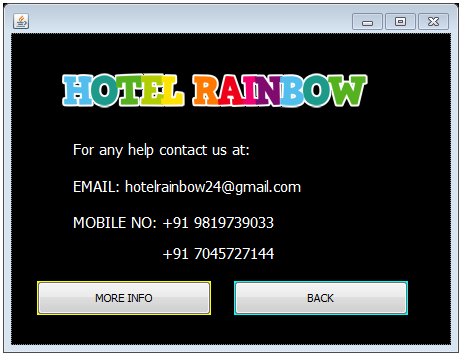 HOTEL RAINBOW
For any help contact us at:
EMAIL: hotelrainbow24@gmail.com
MOBILE NO: +91 9819739033
+91 7045727144
MORE INFO BACK